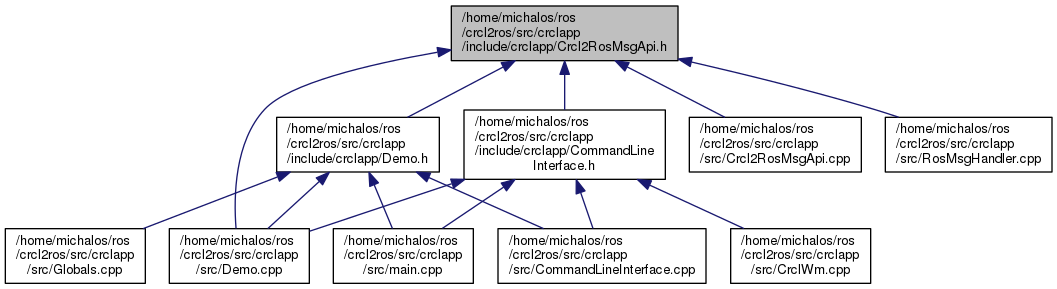 /home/michalos/ros
/crcl2ros/src/crclapp
/include/crclapp/Crcl2RosMsgApi.h
/home/michalos/ros
/crcl2ros/src/crclapp
/include/crclapp/Demo.h
/home/michalos/ros
/crcl2ros/src/crclapp
/include/crclapp/CommandLine
Interface.h
/home/michalos/ros
/crcl2ros/src/crclapp
/src/Crcl2RosMsgApi.cpp
/home/michalos/ros
/crcl2ros/src/crclapp
/src/RosMsgHandler.cpp
/home/michalos/ros
/crcl2ros/src/crclapp
/src/Globals.cpp
/home/michalos/ros
/crcl2ros/src/crclapp
/src/Demo.cpp
/home/michalos/ros
/crcl2ros/src/crclapp
/src/main.cpp
/home/michalos/ros
/crcl2ros/src/crclapp
/src/CommandLineInterface.cpp
/home/michalos/ros
/crcl2ros/src/crclapp
/src/CrclWm.cpp